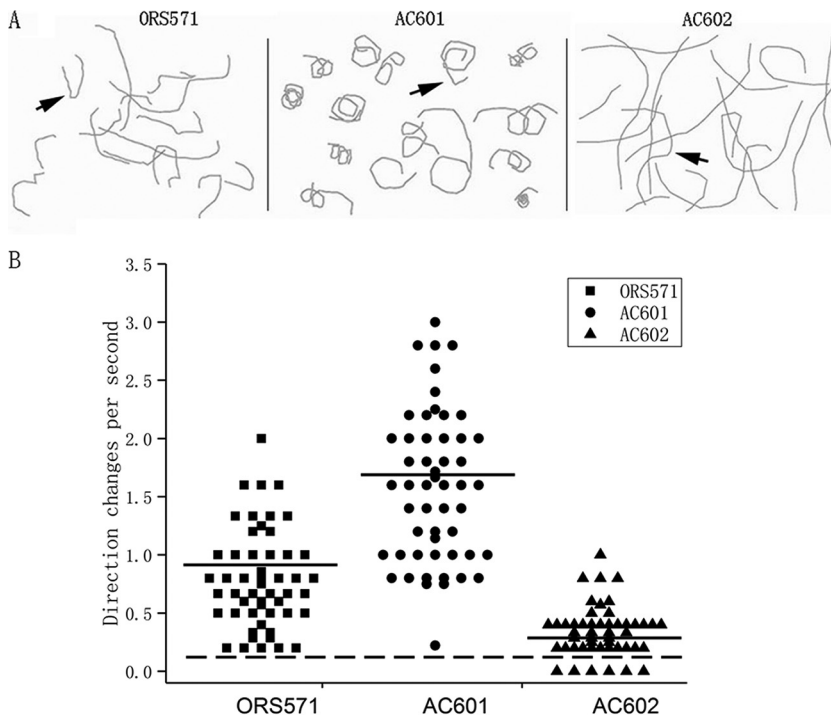 A
ORS571
AC601
AC602
B
Direction changes per second
3.5
3.0
2.5
2.0
1.5
1.0
0.5
0.0
ORS571
AC601
AC602
ORS571
AC601
AC602